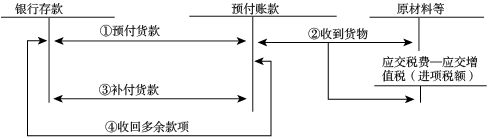 银行存款
预付账款
原材料等
①预付货款
②收到货物
应交税费—应交增
值税（进项税额）
③补付货款
④收回多余款项